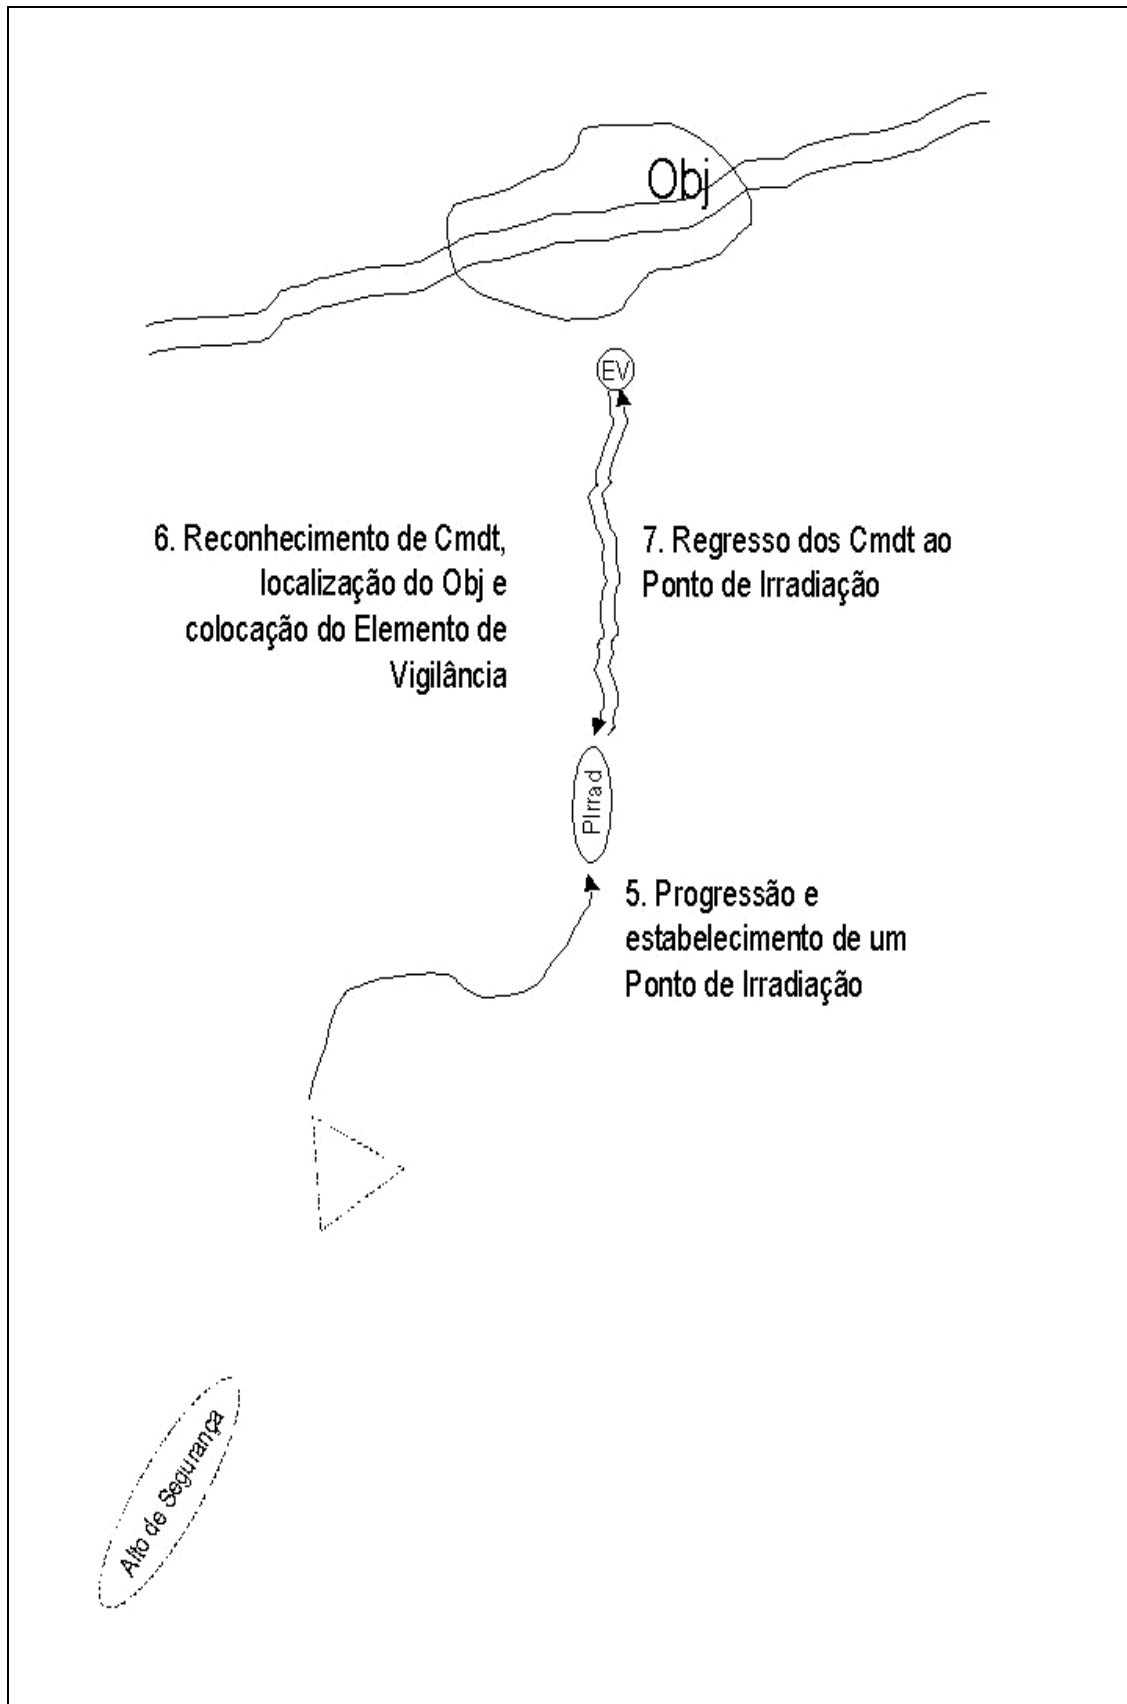 Obj
EV
6. Reconhecimento de Cmdt,
localização do Obj e
colocação do Elemento de
Vigilância
7. Regresso dos Cmdt ao
Ponto de Irradiação
PIrrad
5. Progressão e
estabelecimento de um
Ponto de Irradiação
Alto de Segurança